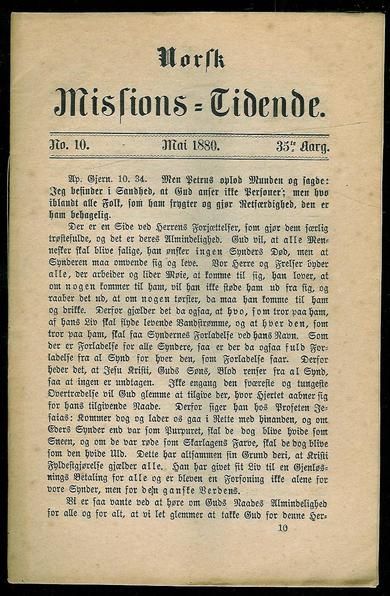 Norsk
Missions-Tidende.
No. 10. Mai 1880. 35te Aarg.
Ap. Gjern. 10. 34. Men Petrus oplod Munden og sagde:
Jeg befinder i Sandhed, at Gud anser ikke Personer; men hvo
iblandt alle Folk, som ham frygter og gjør Retfærdighed, den er
ham behagelig.
Der er en Side ved Herrens Forjættelser, som gjør dem særlig
trøstefulde, og det er deres Almindelighed. Gud vil, at alle Men-
nesker skal blive salige, han ønsker ingen Synders Død, men at
Synderen maa omvende sig og leve. Vor Herre og Frelser byder
alle, der arbeider og lider Møie, at komme til sig, han lover, at
om nogen kommer til ham, vil han ikke støde ham ud fra sig, og
raaber det ud, at om nogen tørster, da maa han komme til ham
og drikke. Derfor gjælder det da ogsaa, at hvo, som tror paa ham,
af hans Liv skal flyde levende Vandstrømme, og at hver den, som
tror paa ham, skal faa Syndernes Forladelse ved hans Navn. Som
der er Forladelse for alle Syndere, saa er der da ogsaa fuld For-
ladelse fra al Synd for hver den, som Forladelse faar. Derfor
heder det, at Jesu Kristi, Guds Søns, Blod renser fra al Synd,
saa at ingen er undtagen. Ikke engang den sværeste og tungeste
Overtrædelse vil Gud glemme at tilgive der, hvor Hjertet aabner sig
for hans tilgivende Naade. Derfor siger han hos Profeten Je-
saias: Kommer dog og lader os gaa i Rette med hinanden, og om
Eders Synder end var som Purpuret, skal de dog blive hvide som
Sneen, og om de var røde som Skarlagens Farve, skal de dog blive
som den hvide Uld. Dette har altsammen sin Grund deri, at Kristi
Fyldestgjørelse gjælder alle. Han har givet sit Liv til en Gjenløs-
nings Betaling for alle og er bleven en Forsoning ikke alene for
vore Synder, men for den ganske Verdens.
Vi er saa vante ved at høre om Guds Naades Almindelighed
for alle og for alt, at vi let glemmer at takke Gud for denne Her-
10